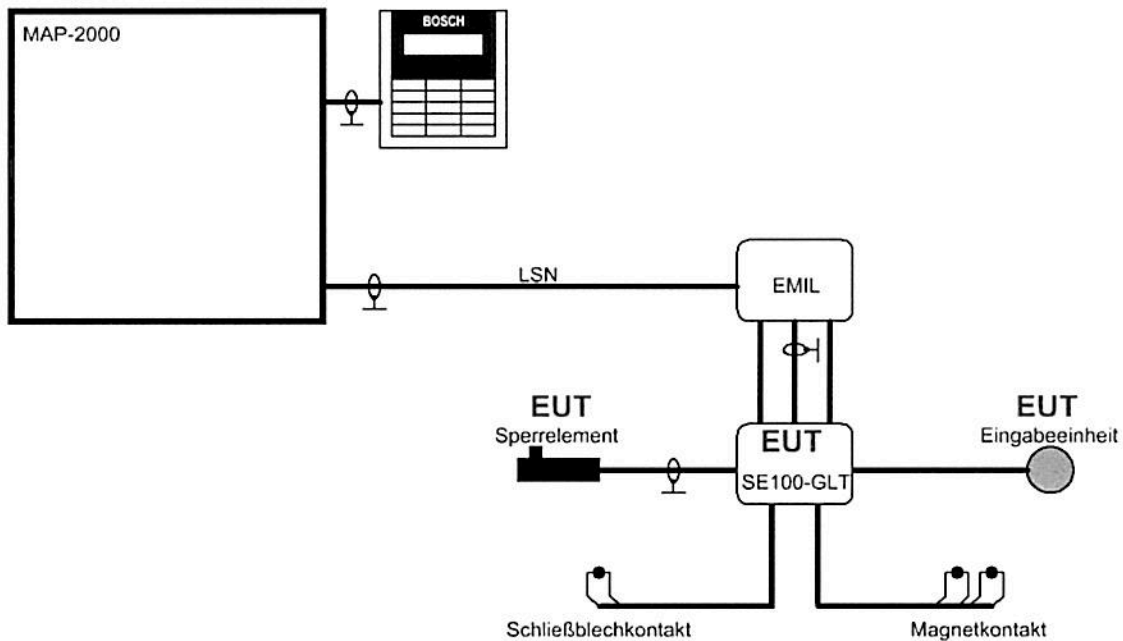 MAP-2000
BOSCH
LSN
EMIL
EUT
Sperrelement
EUT
SE100-GLT
EUT
Eingabeeinheit
Schließblechkontakt
Magnetkontakt